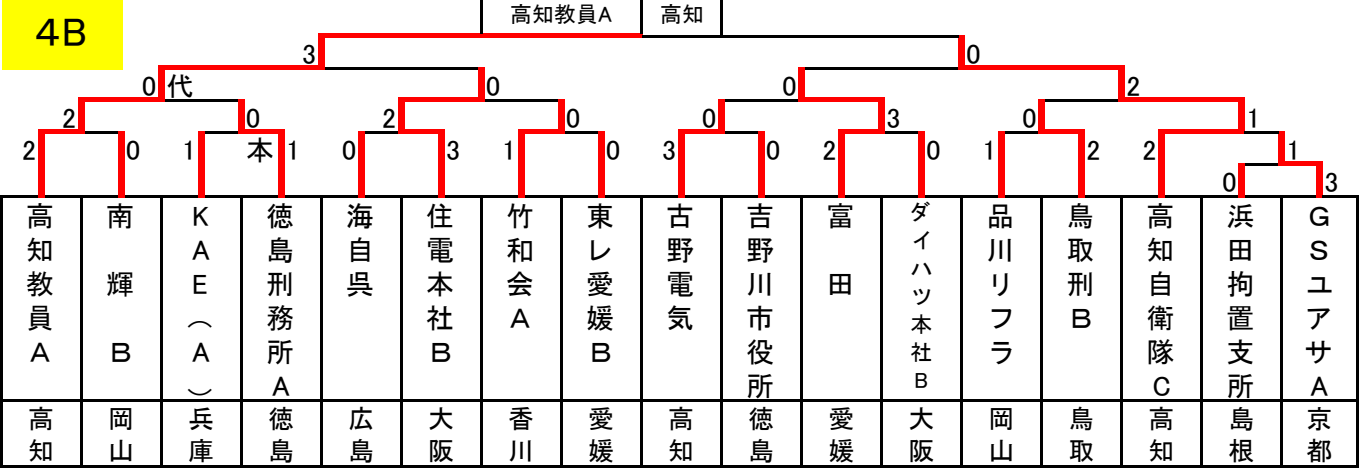 4B
高知教員A 高知
3 0
0 代 0 0 2
2 0 2 0 0 3 0 1
2 0 1 本 1 0 3 1 0 3 0 2 0 1 2 2 1
0 3
高知教員A
南輝B
KAE(A)
徳島刑務所A
海自呉
住電本社B
竹和会A
東レ愛媛B
古野電気
吉野川市役所
富田
ダイハツ本社B
品川リフラ
鳥取刑B
高知自衛隊C
浜田拘置支所
GSユアサA
高知
岡山
兵庫
徳島
広島
大阪
香川
愛媛
高知
徳島
愛媛
大阪
岡山
鳥取
高知
島根
京都